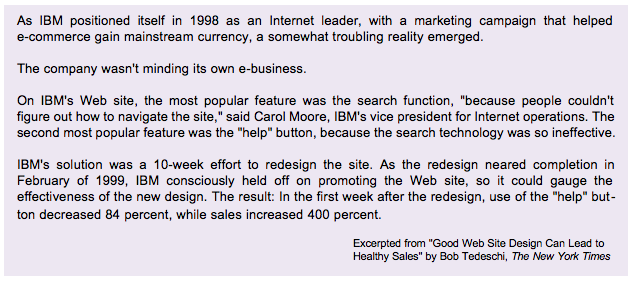 As IBM positioned itself in 1998 as an Internet leader, with a marketing campaign that helped
e-commerce gain mainstream currency, a somewhat troubling reality emerged.
The company wasn't minding its own e-business.
On IBM's Web site, the most popular feature was the search function, "because people couldn't
figure out how to navigate the site," said Carol Moore, IBM's vice president for Internet operations. The
second most popular feature was the "help" button, because the search technology was so ineffective.
IBM's solution was a 10-week effort to redesign the site. As the redesign neared completion in
February of 1999, IBM consciously held off on promoting the Web site, so it could gauge the
effectiveness of the new design. The result: In the first week after the redesign, use of the "help" but-
ton decreased 84 percent, while sales increased 400 percent.
Excerpted from "Good Web Site Design Can Lead to
Healthy Sales" by Bob Tedeschi, The New York Times